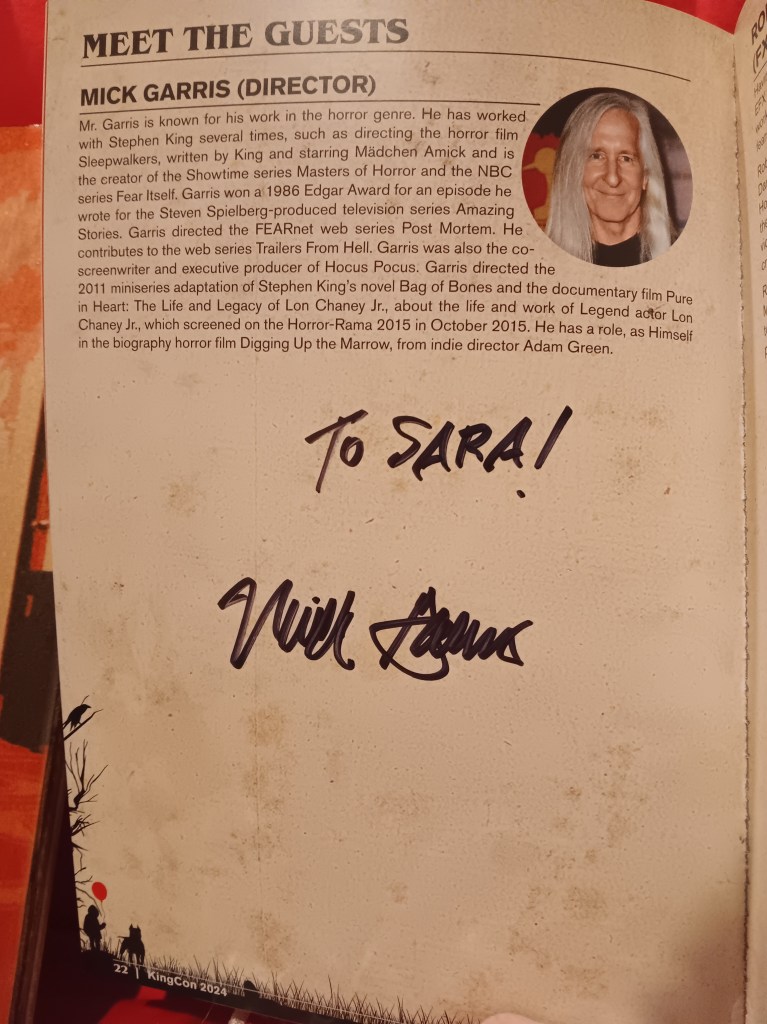 MEET THE GUESTS
MICK GARRIS (DIRECTOR)
Mr. Garris is known for his work in the horror genre. He has worked
with Stephen King several times, such as directing the horror film
Sleepwalkers, written by King and starring Mädchen Amick and is
the creator of the Showtime series Masters of Horror and the NBC
series Fear Itself. Garris won a 1986 Edgar Award for an episode he
wrote for the Steven Spielberg-produced television series Amazing
Stories. Garris directed the FEARnet web series Post Mortem. He
contributes to the web series Trailers From Hell. Garris was also the co-
screenwriter and executive producer of Hocus Pocus. Garris directed the
2011 miniseries adaptation of Stephen King's novel Bag of Bones and the documentary film Pure
in Heart: The Life and Legacy of Lon Chaney Jr., about the life and work of Legend actor Lon
Chaney Jr., which screened on the Horror-Rama 2015 in October 2015. He has a role, as Himself
in the biography horror film Digging Up the Marrow, from indie director Adam Green.
TO SARA!
Mick Garris
22 | KingCon 2024